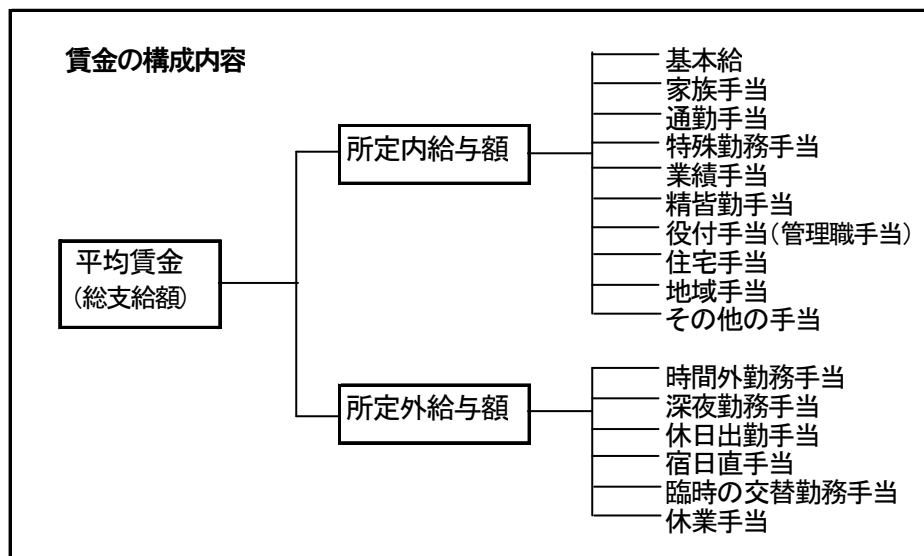 賃金の構成内容
平均賃金
(総支給額)
所定内給与額
基本給
家族手当
通勤手当
特殊勤務手当
業績手当
精皆勤手当
役付手当(管理職手当)
住宅手当
地域手当
その他の手当
所定外給与額
時間外勤務手当
深夜勤務手当
休日出勤手当
宿日直手当
臨時の交替勤務手当
休業手当